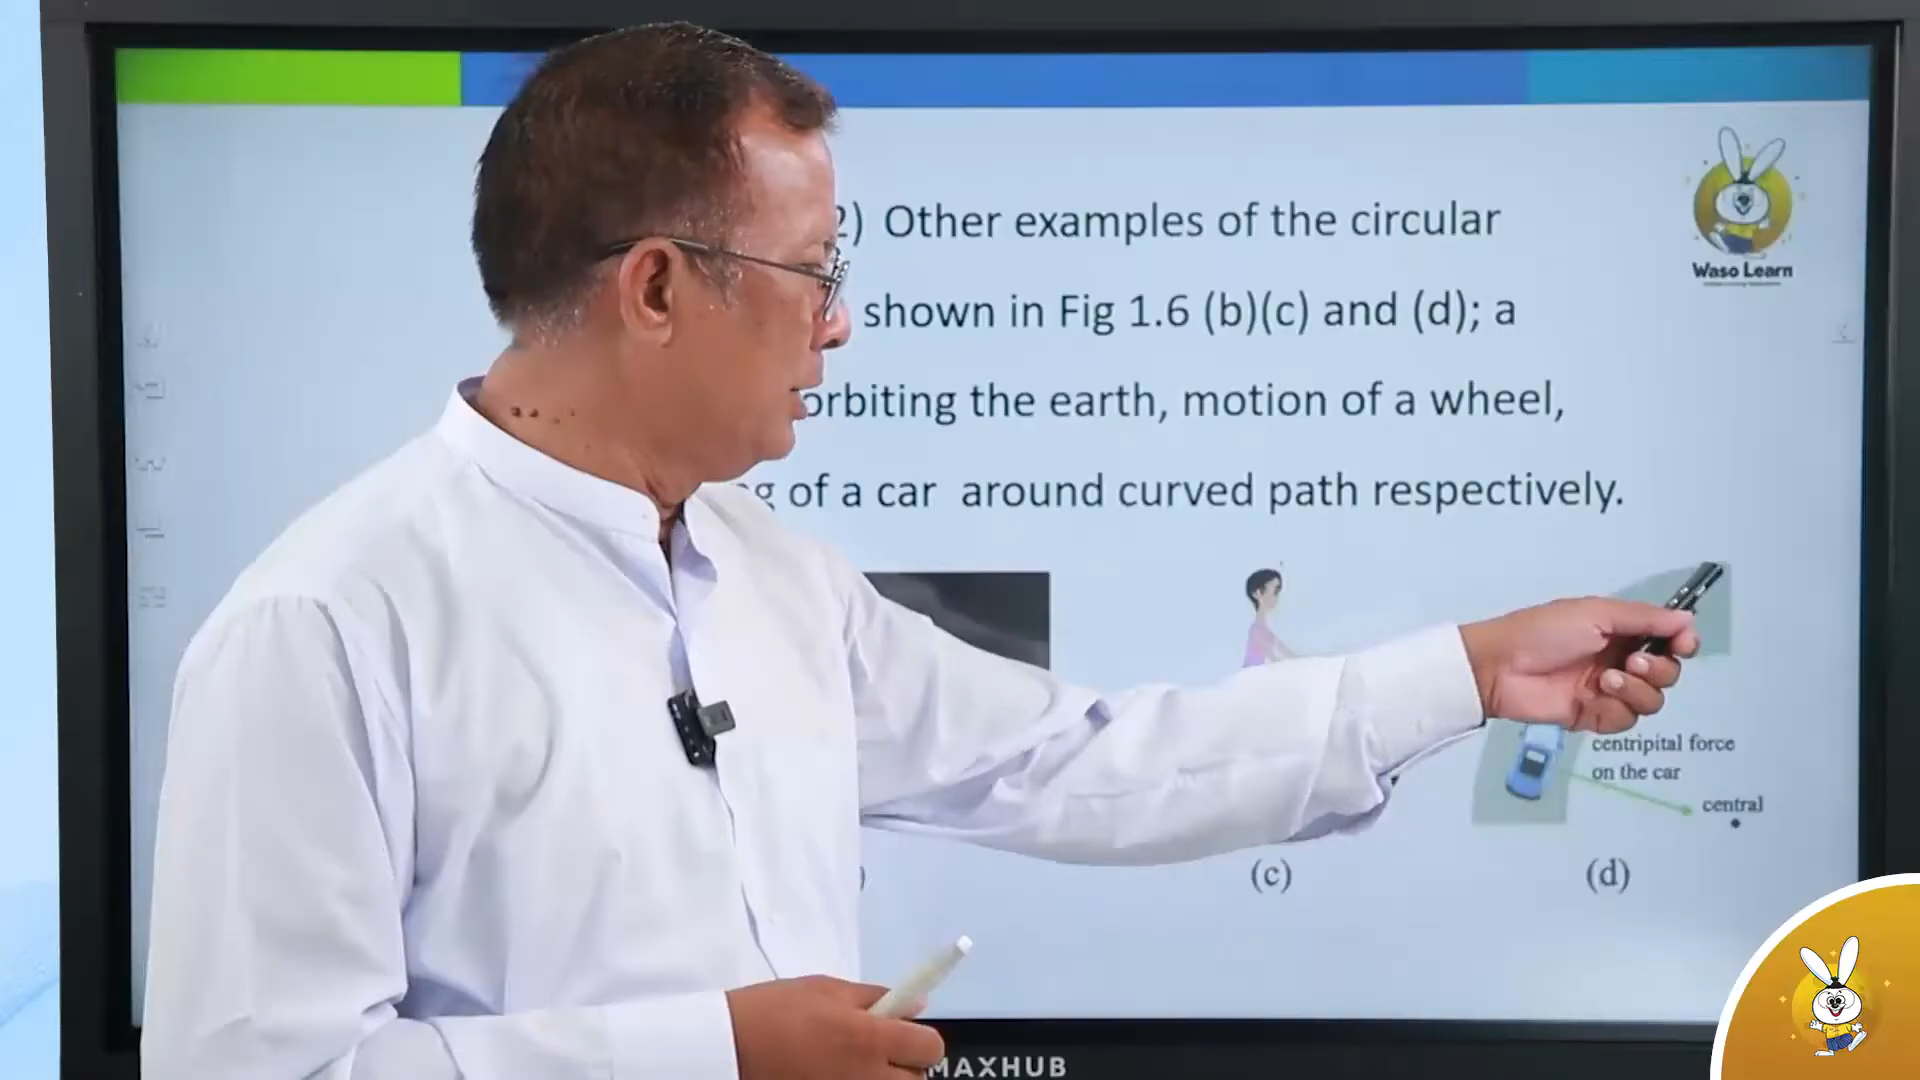 2) Other examples of the circular
Waso Learn
shown in Fig 1.6 (b)(c) and (d); a
orbiting the earth, motion of a wheel,
g of a car around curved path respectively.
centripital force
on the car
central
(c)
(d)
MAXHUB